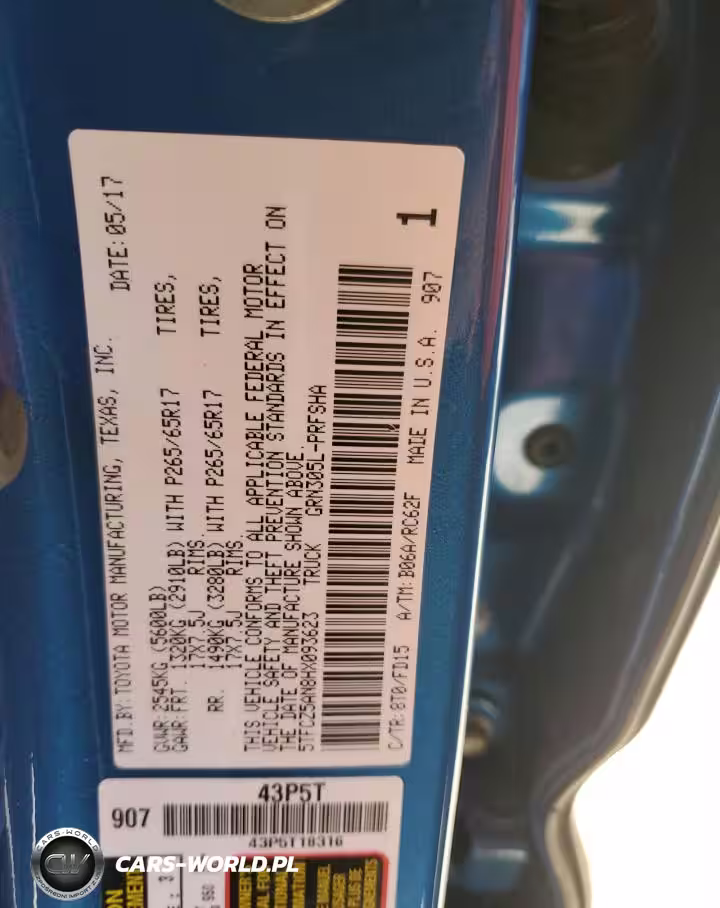 MFD.BY:TOYOTA MOTOR MANUFACTURING, TEXAS, INC. DATE:05/17
GVWR:2545KG (5600LB)
GAWR:FRT. 1320KG (2910LB) WITH P265/65R17 TIRES,
17X7.5J RIMS,
RR. 1490KG (3280LB) WITH P265/65R17 TIRES,
17X7.5J RIMS.
THIS VEHICLE CONFORMS TO ALL APPLICABLE FEDERAL MOTOR
VEHICLE SAFETY AND THEFT PREVENTION STANDARDS IN EFFECT ON
THE DATE OF MANUFACTURE SHOWN ABOVE.
5TFCZ5AN8HX093623 TRUCK GRN305L-PRFSHA
1
C/TR:8T0/FD15 A/TM:B06A/RC62F MADE IN U.S.A. 907
43P5T
907
43P5T18316
CARS-WORLD
CW
CARS-WORLD.PL